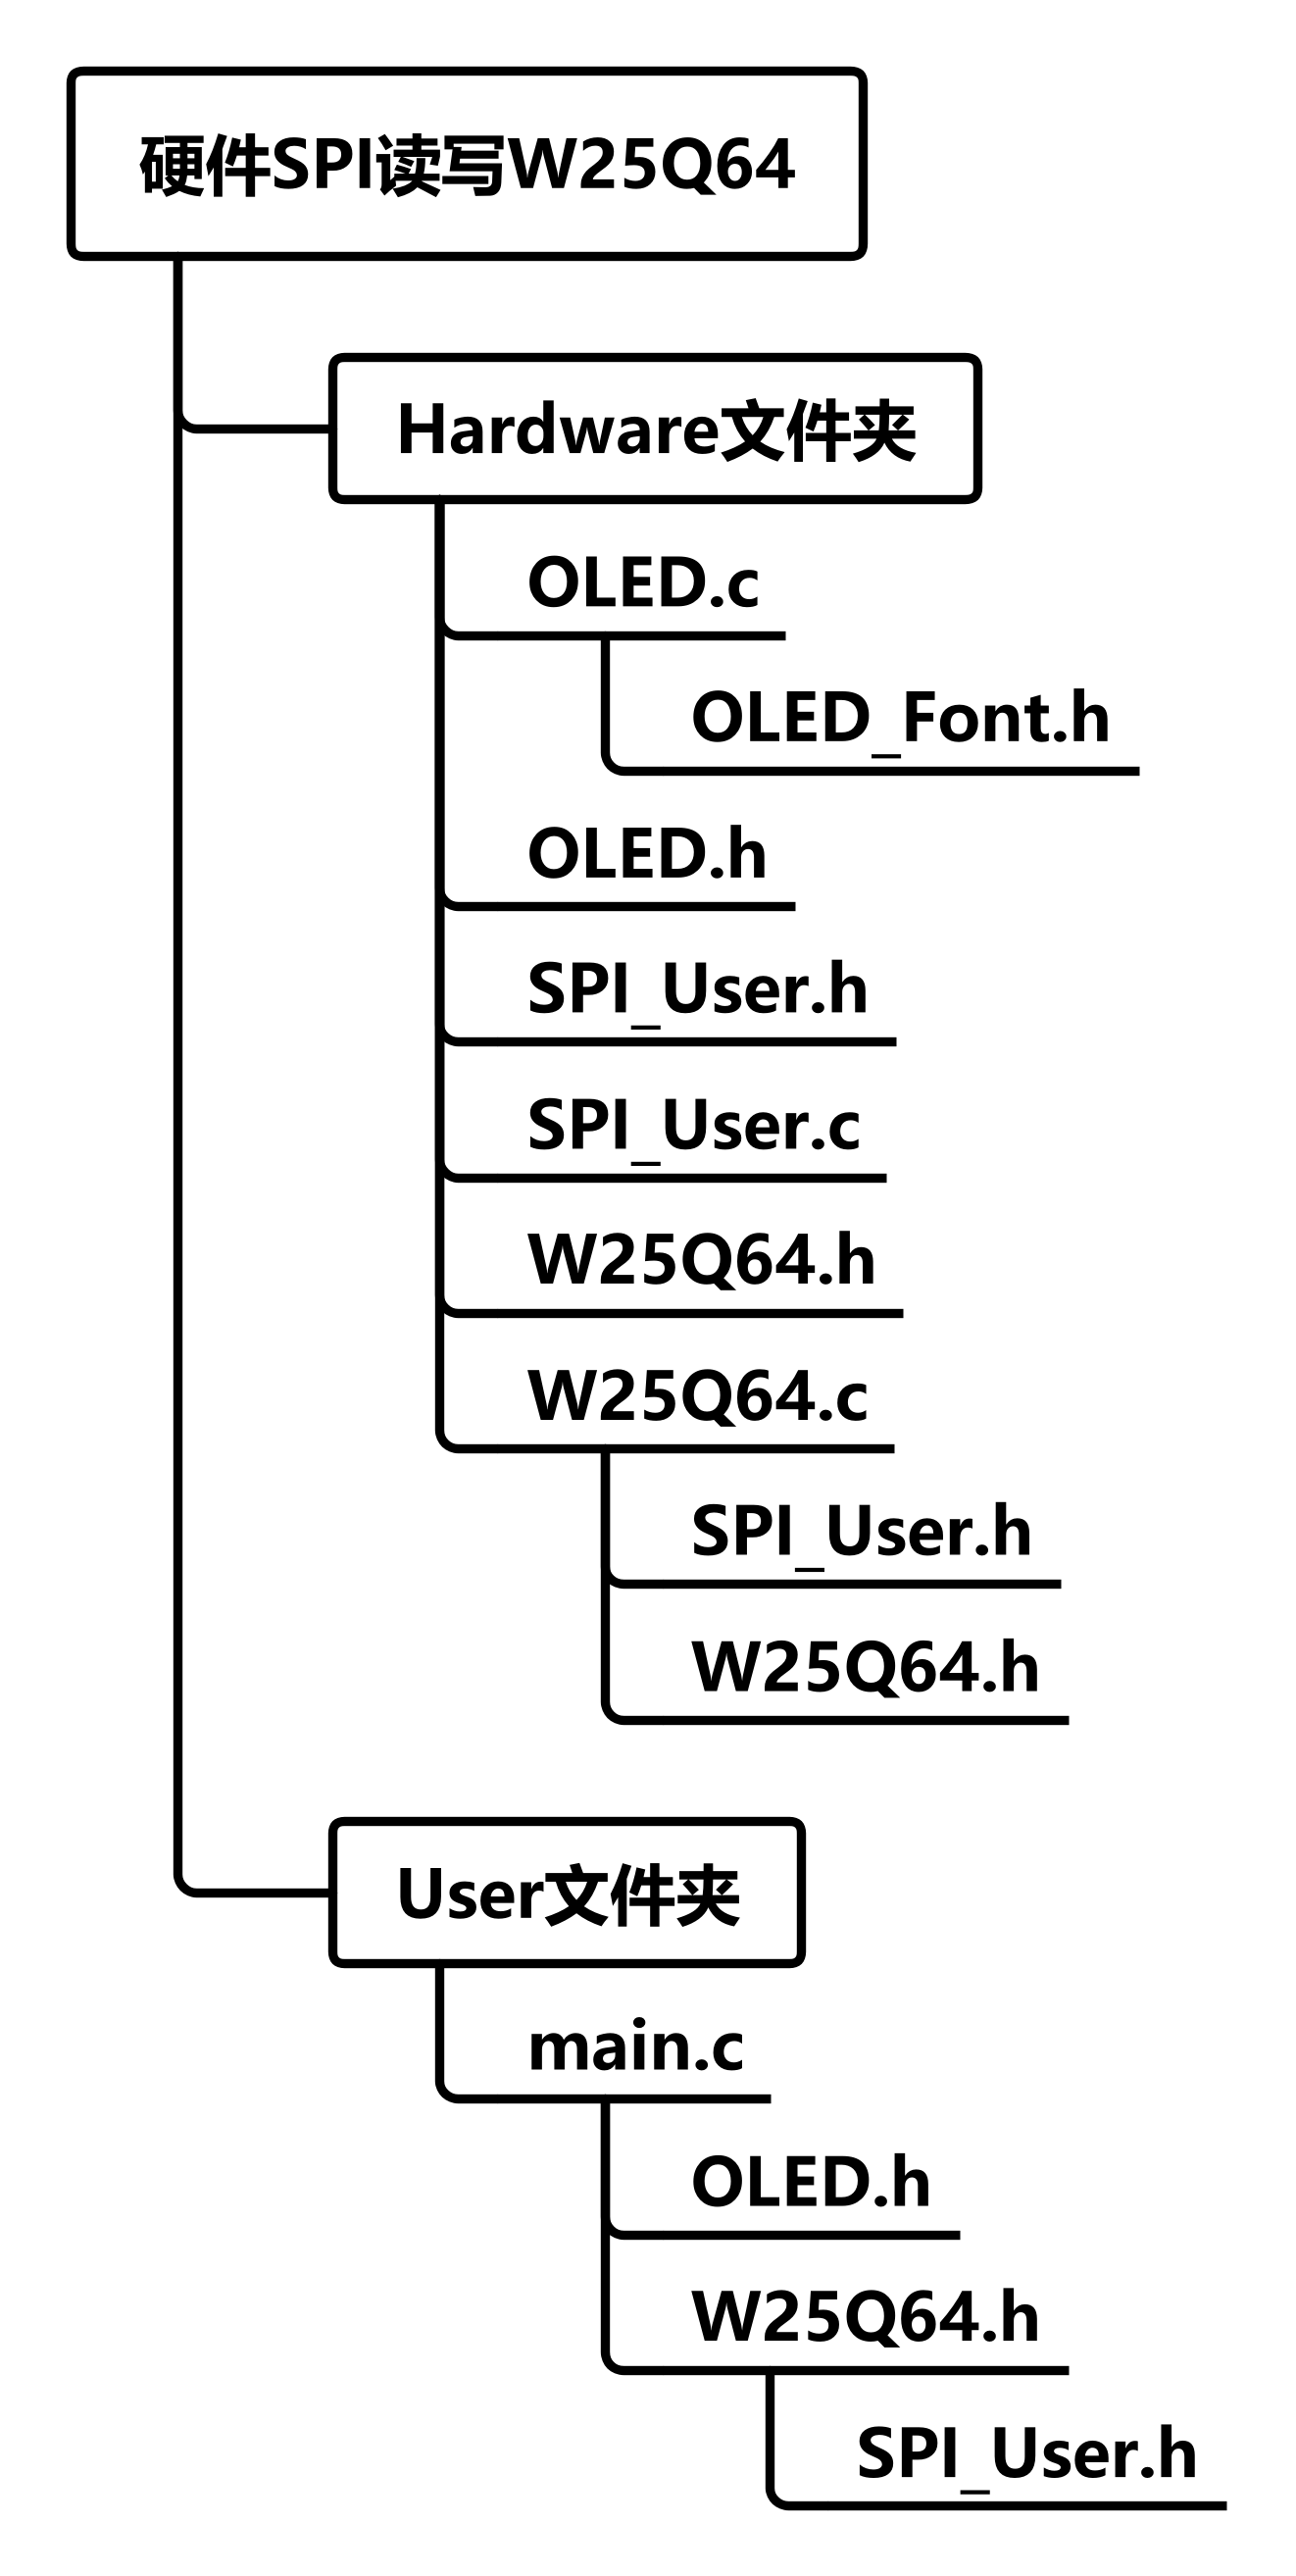 硬件SPI读写W25Q64
Hardware文件夹
OLED.c
OLED_Font.h
OLED.h
SPI_User.h
SPI_User.c
W25Q64.h
W25Q64.c
SPI_User.h
W25Q64.h
User文件夹
main.c
OLED.h
W25Q64.h
SPI_User.h